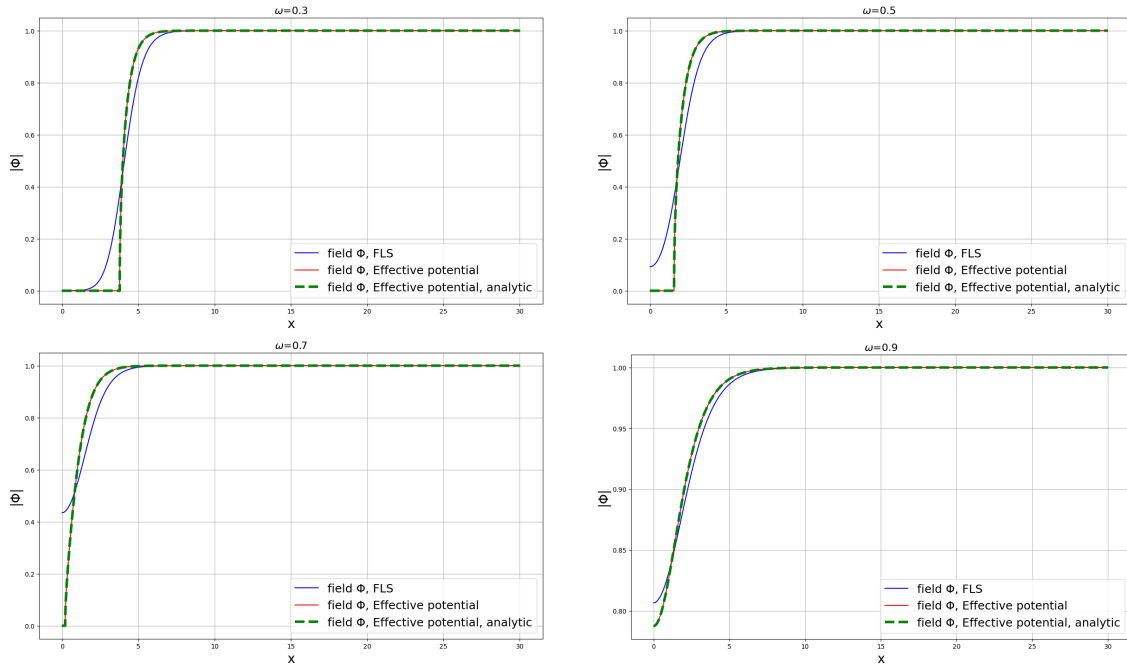 ω=0.3
|Φ|
1.0
0.8
0.6
0.4
0.2
0.0
field Φ, FLS
field Φ, Effective potential
field Φ, Effective potential, analytic
0 5 10 15 20 25 30
x
ω=0.5
|Φ|
1.0
0.8
0.6
0.4
0.2
0.0
field Φ, FLS
field Φ, Effective potential
field Φ, Effective potential, analytic
0 5 10 15 20 25 30
x
ω=0.7
|Φ|
1.0
0.8
0.6
0.4
0.2
0.0
field Φ, FLS
field Φ, Effective potential
field Φ, Effective potential, analytic
0 5 10 15 20 25 30
x
ω=0.9
|Φ|
1.00
0.95
0.90
0.85
0.80
field Φ, FLS
field Φ, Effective potential
field Φ, Effective potential, analytic
0 5 10 15 20 25 30
x